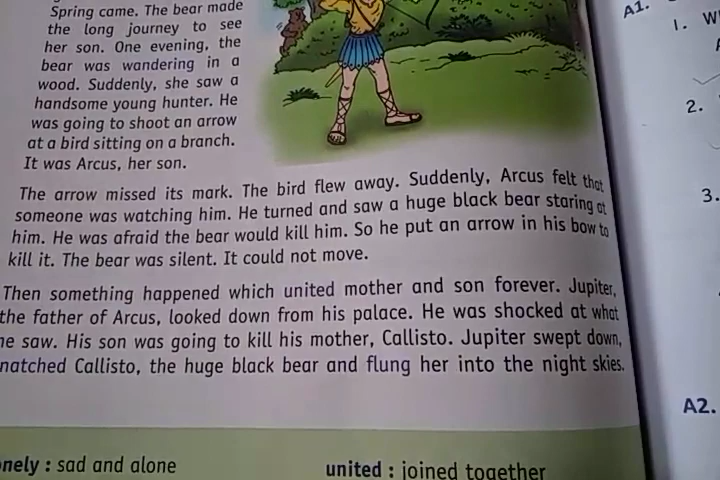 Spring came. The bear made
the long journey to see
her son. One evening, the
bear was wandering in a
wood. Suddenly, she saw a
handsome young hunter. He
was going to shoot an arrow
at a bird sitting on a branch.
It was Arcus, her son.
The arrow missed its mark. The bird flew away. Suddenly, Arcus felt that
someone was watching him. He turned and saw a huge black bear staring at
him. He was afraid the bear would kill him. So he put an arrow in his bow to
kill it. The bear was silent. It could not move.
Then something happened which united mother and son forever. Jupiter,
the father of Arcus, looked down from his palace. He was shocked at what
he saw. His son was going to kill his mother, Callisto. Jupiter swept down,
natched Callisto, the huge black bear and flung her into the night skies.
nely : sad and alone
united : joined together
A1.
1. W
2.
3.
A2.